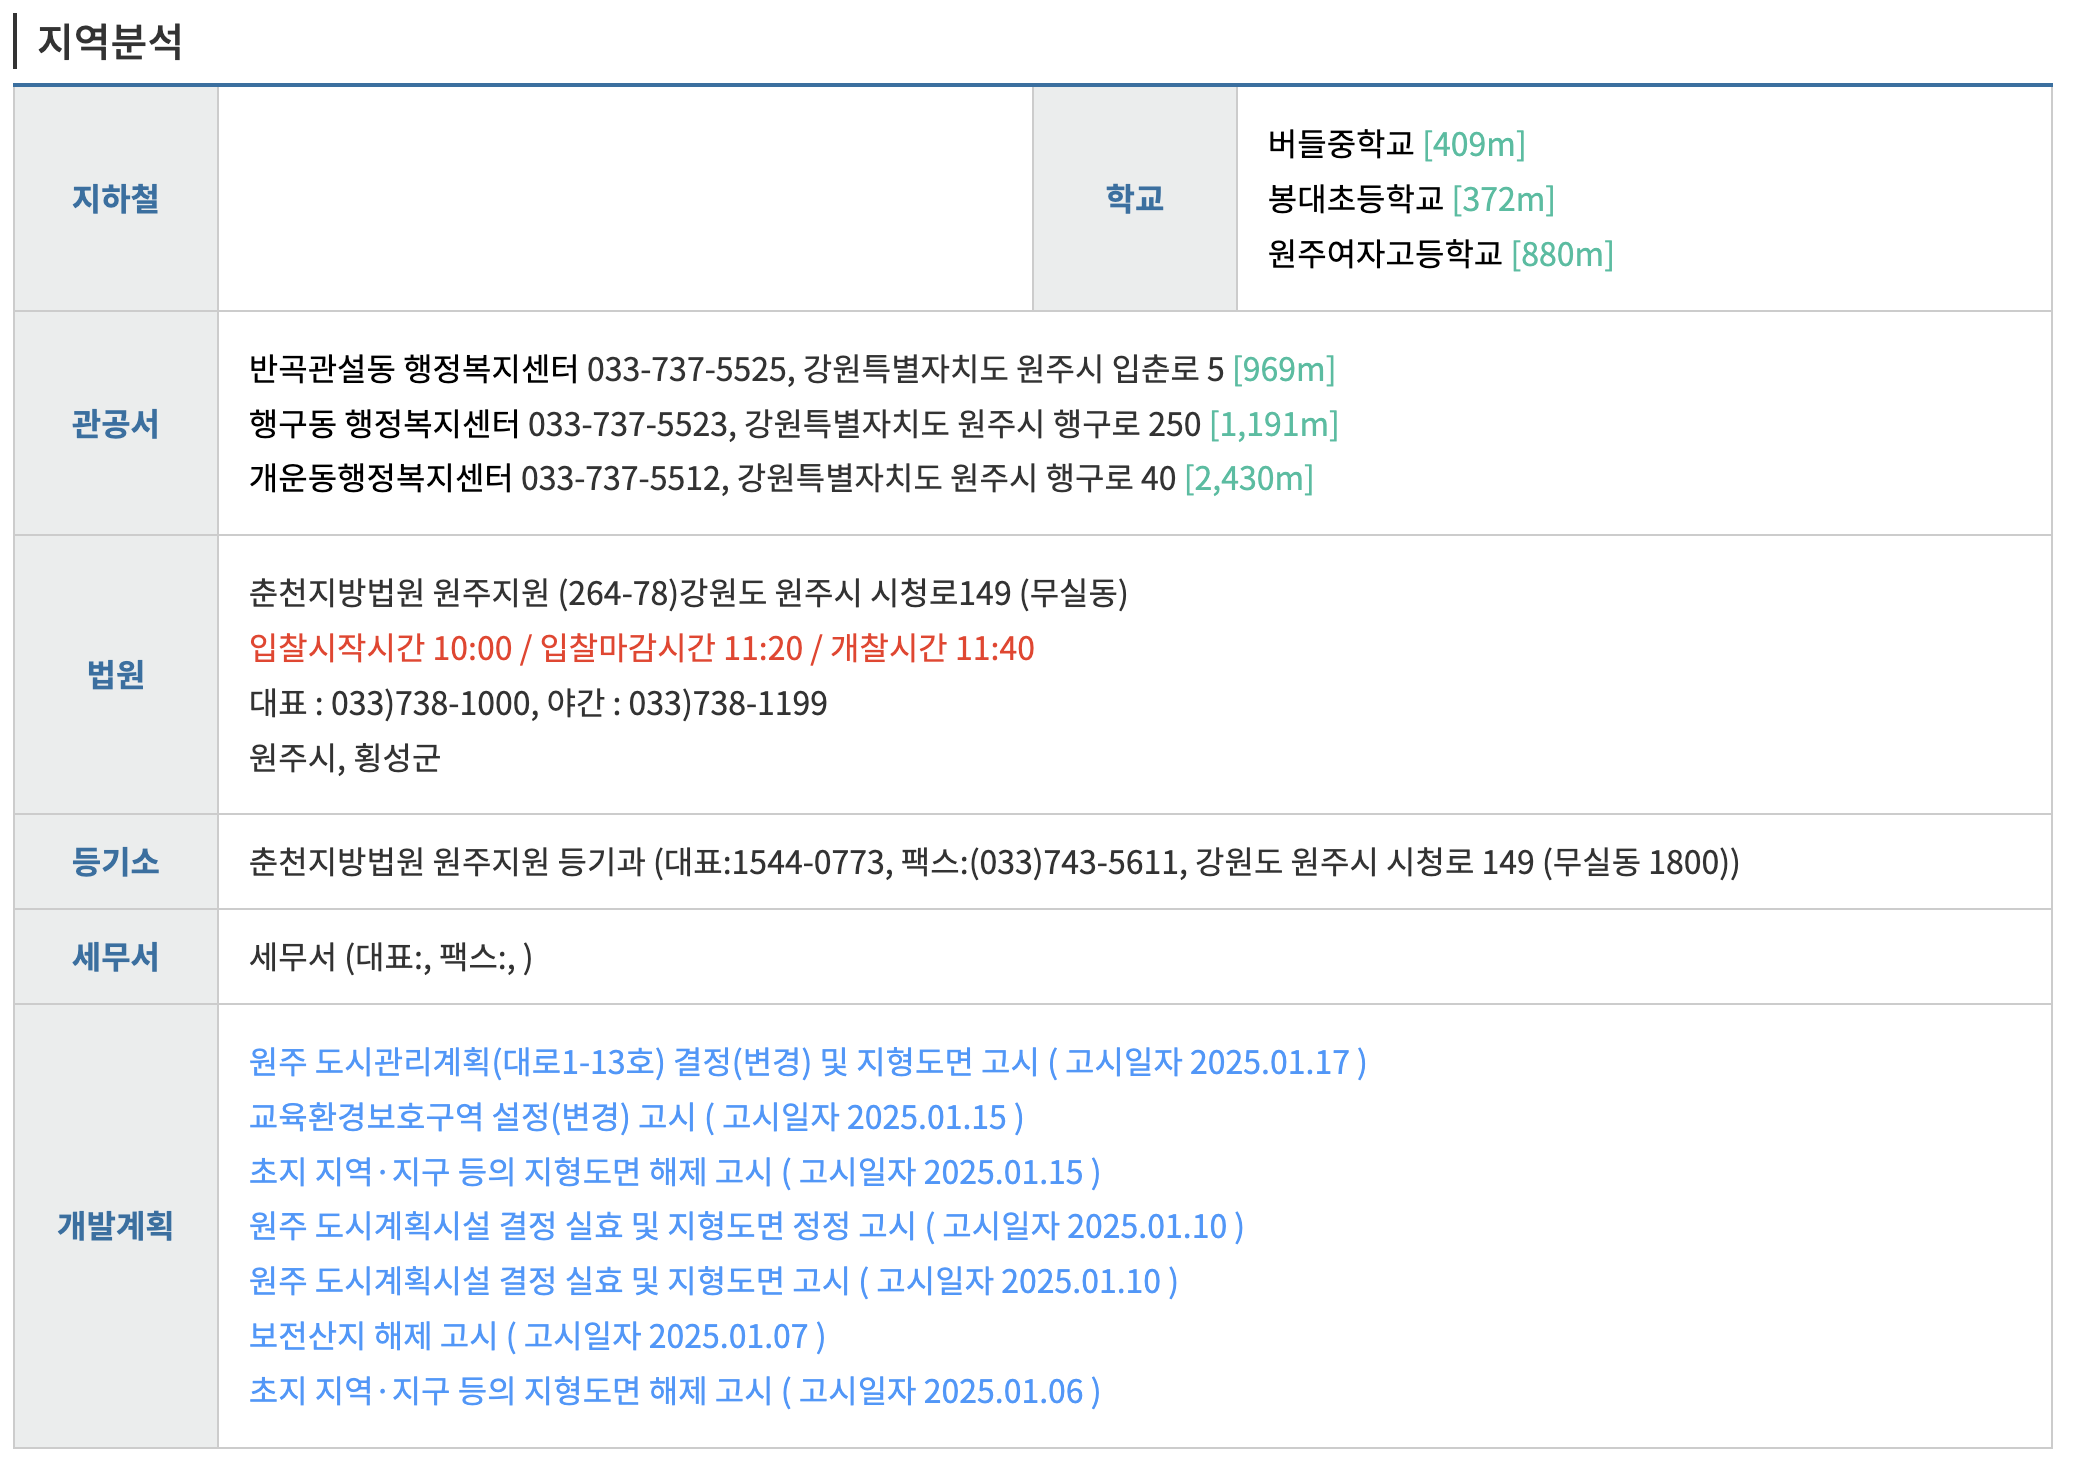 지역분석
지하철
학교
버들중학교 [409m]
봉대초등학교 [372m]
원주여자고등학교 [880m]
관공서
반곡관설동 행정복지센터 033-737-5525, 강원특별자치도 원주시 입춘로 5 [969m]
행구동 행정복지센터 033-737-5523, 강원특별자치도 원주시 행구로 250 [1,191m]
개운동행정복지센터 033-737-5512, 강원특별자치도 원주시 행구로 40 [2,430m]
법원
춘천지방법원 원주지원 (264-78)강원도 원주시 시청로149 (무실동)
입찰시작시간 10:00 / 입찰마감시간 11:20 / 개찰시간 11:40
대표 : 033)738-1000, 야간 : 033)738-1199
원주시, 횡성군
등기소
춘천지방법원 원주지원 등기과 (대표:1544-0773, 팩스:(033)743-5611, 강원도 원주시 시청로 149 (무실동 1800))
세무서
세무서 (대표:, 팩스:, )
개발계획
원주 도시관리계획(대로1-13호) 결정(변경) 및 지형도면 고시 ( 고시일자 2025.01.17 )
교육환경보호구역 설정(변경) 고시 ( 고시일자 2025.01.15 )
초지 지역·지구 등의 지형도면 해제 고시 ( 고시일자 2025.01.15 )
원주 도시계획시설 결정 실효 및 지형도면 정정 고시 ( 고시일자 2025.01.10 )
원주 도시계획시설 결정 실효 및 지형도면 고시 ( 고시일자 2025.01.10 )
보전산지 해제 고시 ( 고시일자 2025.01.07 )
초지 지역·지구 등의 지형도면 해제 고시 ( 고시일자 2025.01.06 )